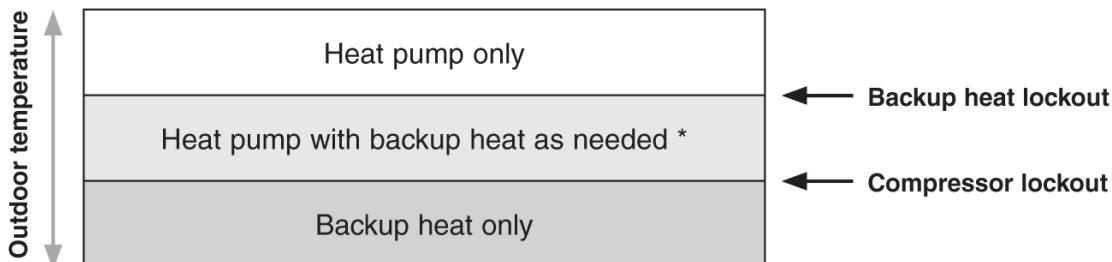 Outdoor temperature
Heat pump only
Backup heat lockout
Heat pump with backup heat as needed *
Compressor lockout
Backup heat only